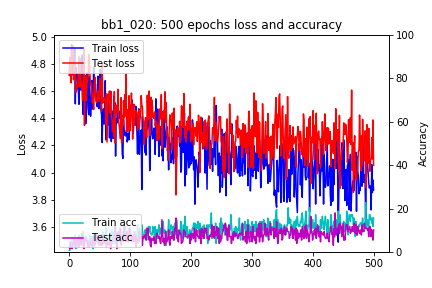 bb1_020: 500 epochs loss and accuracy
Train loss
Test loss
Train acc
Test acc
Loss
5.0
4.8
4.6
4.4
4.2
4.0
3.8
3.6
Accuracy
100
80
60
40
20
0
0 100 200 300 400 500